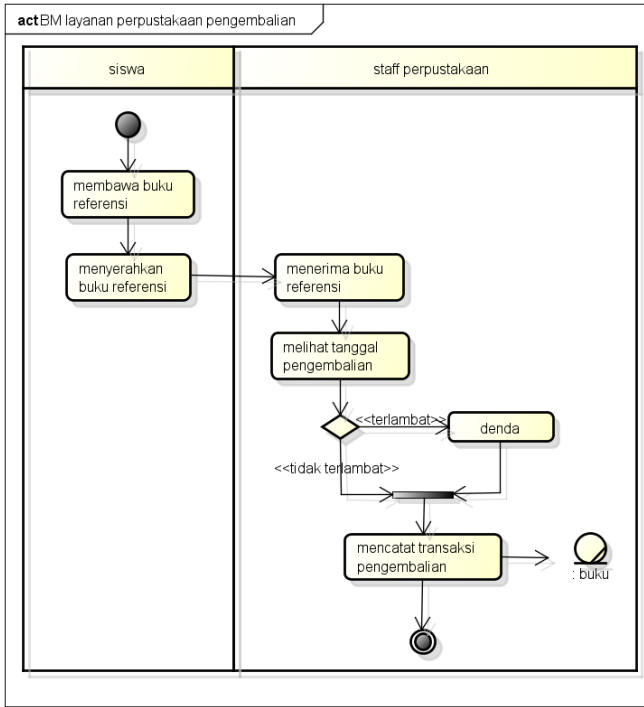 act BM layanan perpustakaan pengembalian
siswa
staff perpustakaan
membawa buku
referensi
menyerahkan
buku referensi
menerima buku
referensi
melihat tanggal
pengembalian
<<terlambat>>
denda
<<tidak terlambat>>
mencatat transaksi
pengembalian
: buku